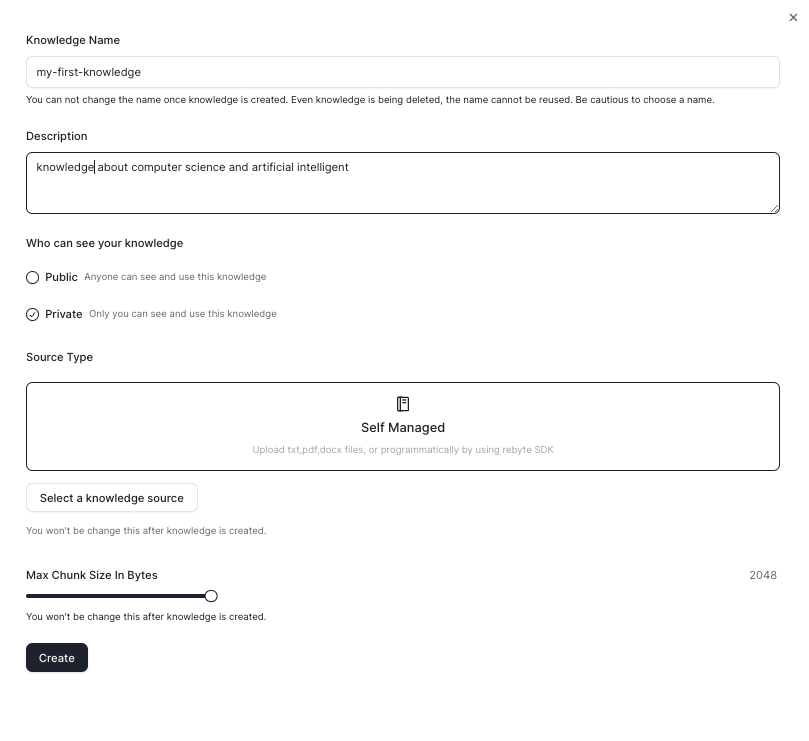 Knowledge Name
my-first-knowledge
You can not change the name once knowledge is created. Even knowledge is being deleted, the name cannot be reused. Be cautious to choose a name.
Description
knowledge about computer science and artificial intelligent
Who can see your knowledge
Public Anyone can see and use this knowledge
Private Only you can see and use this knowledge
Source Type
Self Managed
Upload txt,pdf,docx files, or programmatically by using rebyte SDK
Select a knowledge source
You won't be change this after knowledge is created.
Max Chunk Size In Bytes 2048
You won't be change this after knowledge is created.
Create